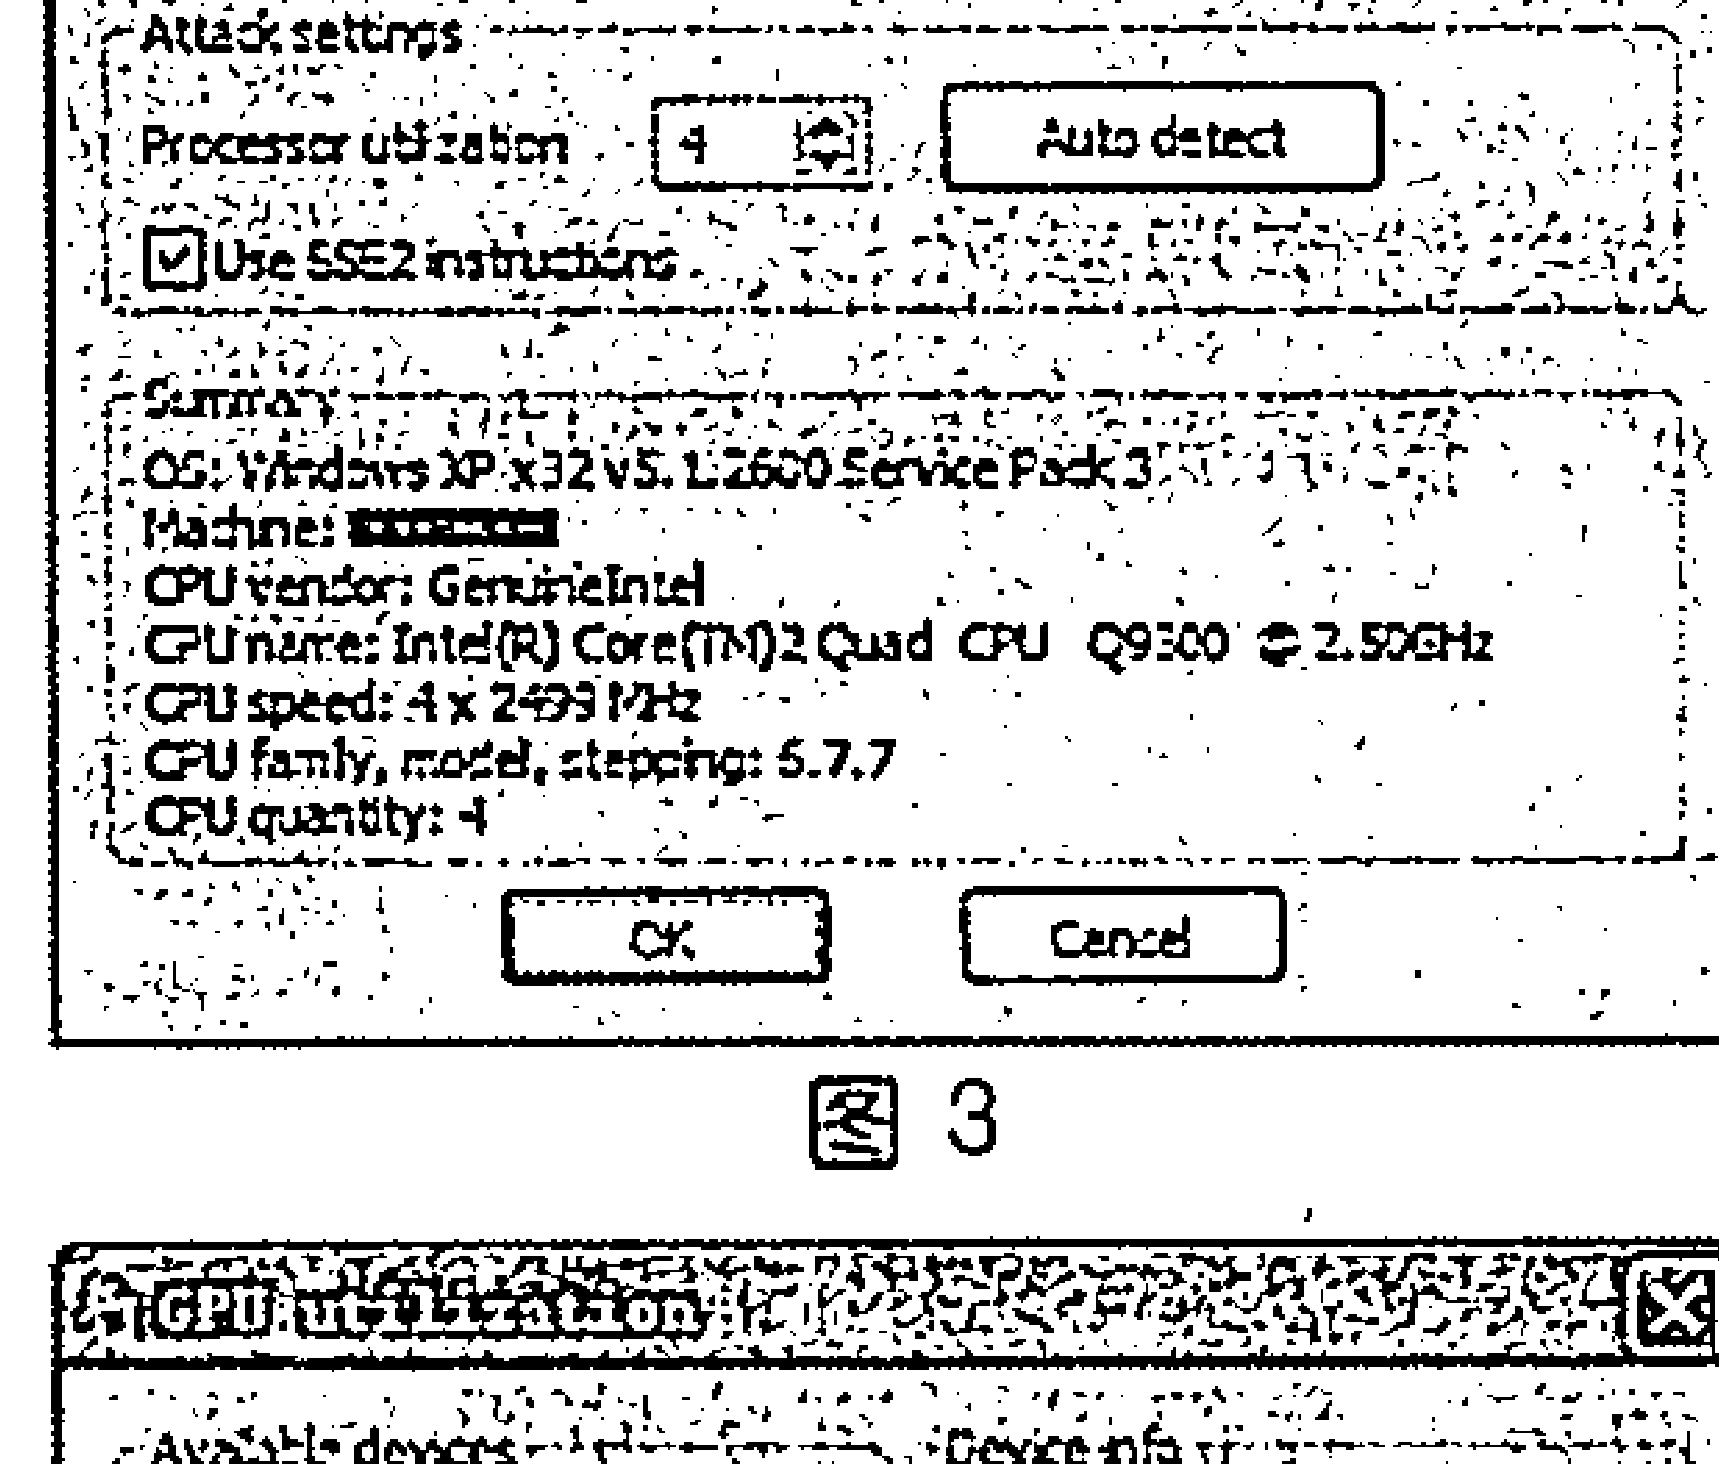 Attack settings
Processor utilization 4 Auto detect
Use SSE2 instructions
Summary
OS: Windows XP x32 v5.1.2600 Service Pack 3
Machine:
CPU vendor: GenuineIntel
CPU name: Intel(R) Core(TM)2 Quad CPU Q9300 @ 2.50GHz
CPU speed: 4 x 2499 MHz
CPU family, model, stepping: 6.7.7
CPU quantity: 4
OK Cancel
图 3
CPU utilization
Available devices Device info